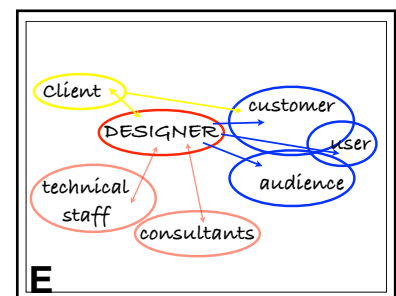 Client
customer
DESIGNER
user
technical
staff
audience
consultants
E